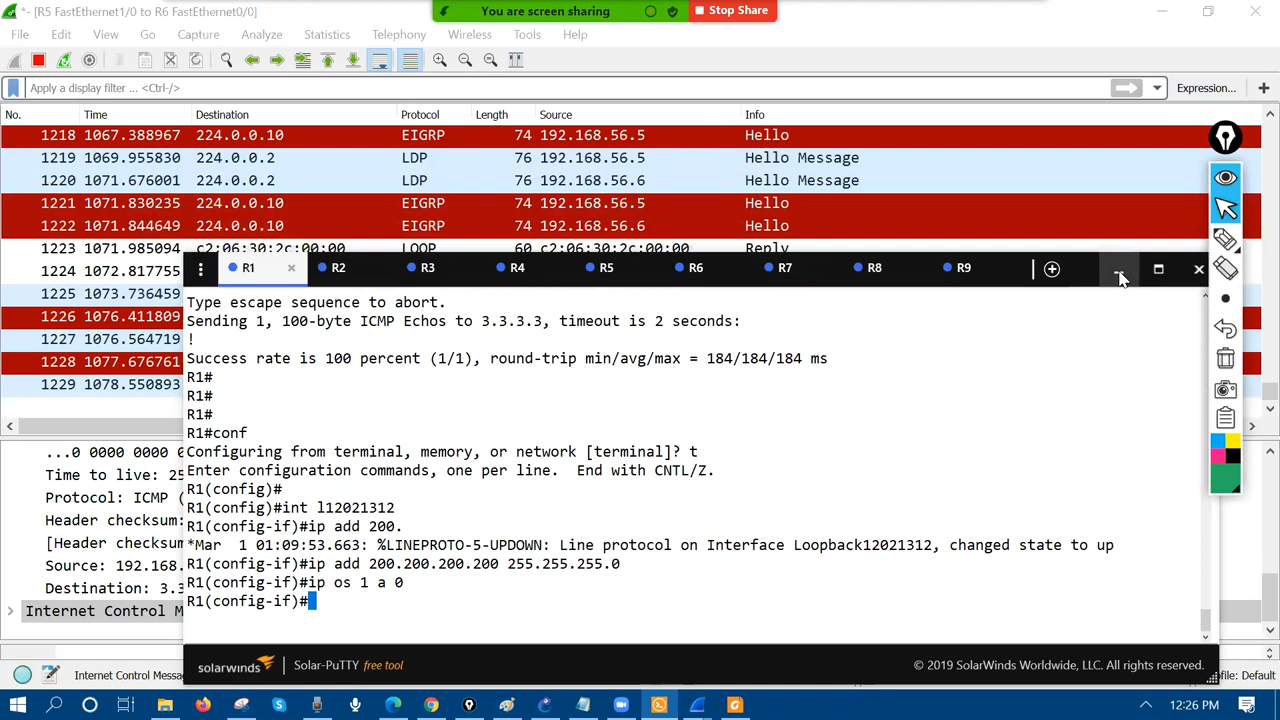 *- [R5 FastEthernet1/0 to R6 FastEthernet0/0]
You are screen sharing
Stop Share
File Edit View Go Capture Analyze Statistics Telephony Wireless Tools Help
Apply a display filter ... <Ctrl-/>
Expression...
No. Time Destination Protocol Length Source Info
1218 1067.388967 224.0.0.10 EIGRP 74 192.168.56.5 Hello
1219 1069.955830 224.0.0.2 LDP 76 192.168.56.5 Hello Message
1220 1071.676001 224.0.0.2 LDP 76 192.168.56.6 Hello Message
1221 1071.830235 224.0.0.10 EIGRP 74 192.168.56.5 Hello
1222 1071.844649 224.0.0.10 EIGRP 74 192.168.56.6 Hello
1223 1071.985094 c2:06:30:2c:00:00 LOOP 60 c2:06:30:2c:00:00 Reply
1224 1072.817755
1225 1073.736459
1226 1076.411809
1227 1076.564719
1228 1077.676761
1229 1078.550893
R1 R2 R3 R4 R5 R6 R7 R8 R9
Type escape sequence to abort.
Sending 1, 100-byte ICMP Echos to 3.3.3.3, timeout is 2 seconds:
!
Success rate is 100 percent (1/1), round-trip min/avg/max = 184/184/184 ms
R1#
R1#
R1#
R1#conf
Configuring from terminal, memory, or network [terminal]? t
Enter configuration commands, one per line. End with CNTL/Z.
R1(config)#
R1(config)#int l12021312
R1(config-if)#ip add 200.
*Mar 1 01:09:53.663: %LINEPROTO-5-UPDOWN: Line protocol on Interface Loopback12021312, changed state to up
R1(config-if)#ip add 200.200.200.200 255.255.255.0
R1(config-if)#ip os 1 a 0
R1(config-if)#
...0 0000 0000 0
Time to live: 25
Protocol: ICMP (
Header checksum:
[Header checksum
Source: 192.168.
Destination: 3.3
Internet Control M
solarwinds
Solar-PuTTY free tool
© 2019 SolarWinds Worldwide, LLC. All rights reserved.
Internet Control Messa
Profile: Default
12:26 PM